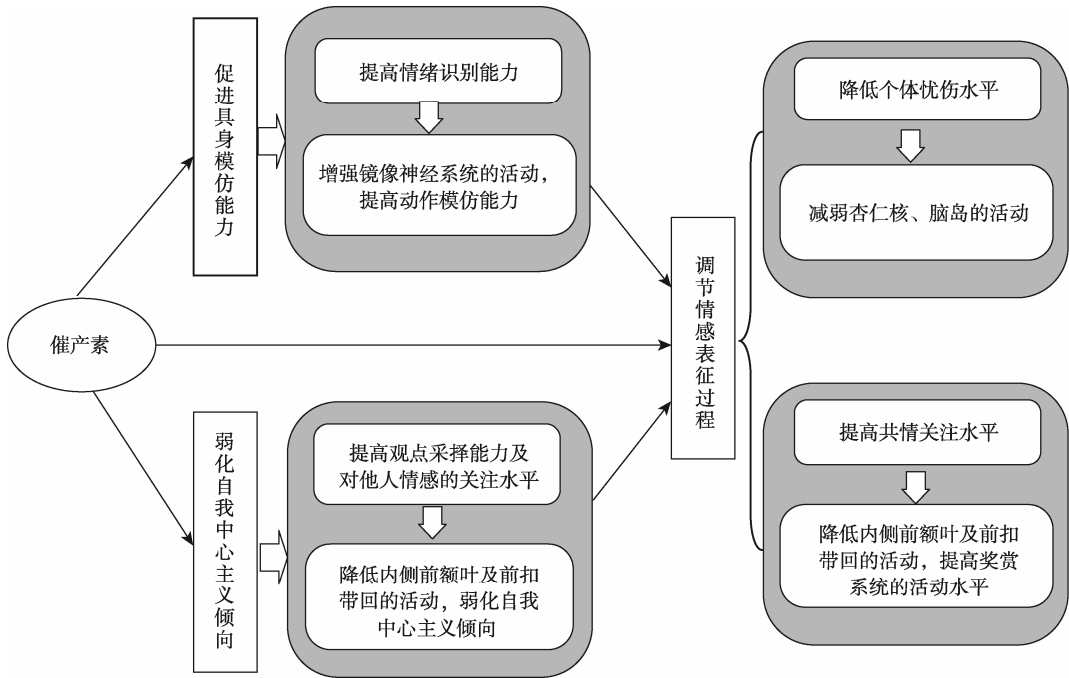 催产素
促进具身模仿能力
提高情绪识别能力
增强镜像神经系统的活动，
提高动作模仿能力
弱化自我中心主义倾向
提高观点采择能力及
对他人情感的关注水平
降低内侧前额叶及前扣
带回的活动，弱化自我
中心主义倾向
调节情感表征过程
降低个体忧伤水平
减弱杏仁核、脑岛的活动
提高共情关注水平
降低内侧前额叶及前扣
带回的活动，提高奖赏
系统的活动水平